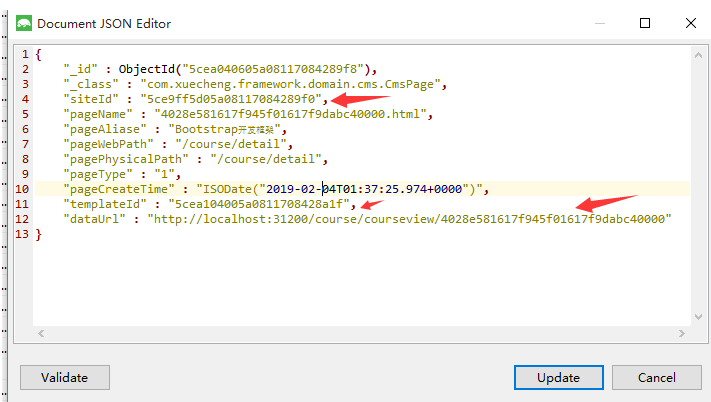 Document JSON Editor
1 {
2 "_id" : ObjectId("5cea040605a08117084289f8"),
3 "_class" : "com.xuecheng.framework.domain.cms.CmsPage",
4 "siteId" : "5ce9ff5d05a08117084289f0",
5 "pageName" : "4028e581617f945f01617f9dabc40000.html",
6 "pageAliase" : "Bootstrap开发框架",
7 "pageWebPath" : "/course/detail",
8 "pagePhysicalPath" : "/course/detail",
9 "pageType" : "1",
10 "pageCreateTime" : "ISODate("2019-02-04T01:37:25.974+0000")",
11 "templateId" : "5cea104005a0811708428a1f",
12 "dataUrl" : "http://localhost:31200/course/courseview/4028e581617f945f01617f9dabc40000"
13 }
Validate Update Cancel